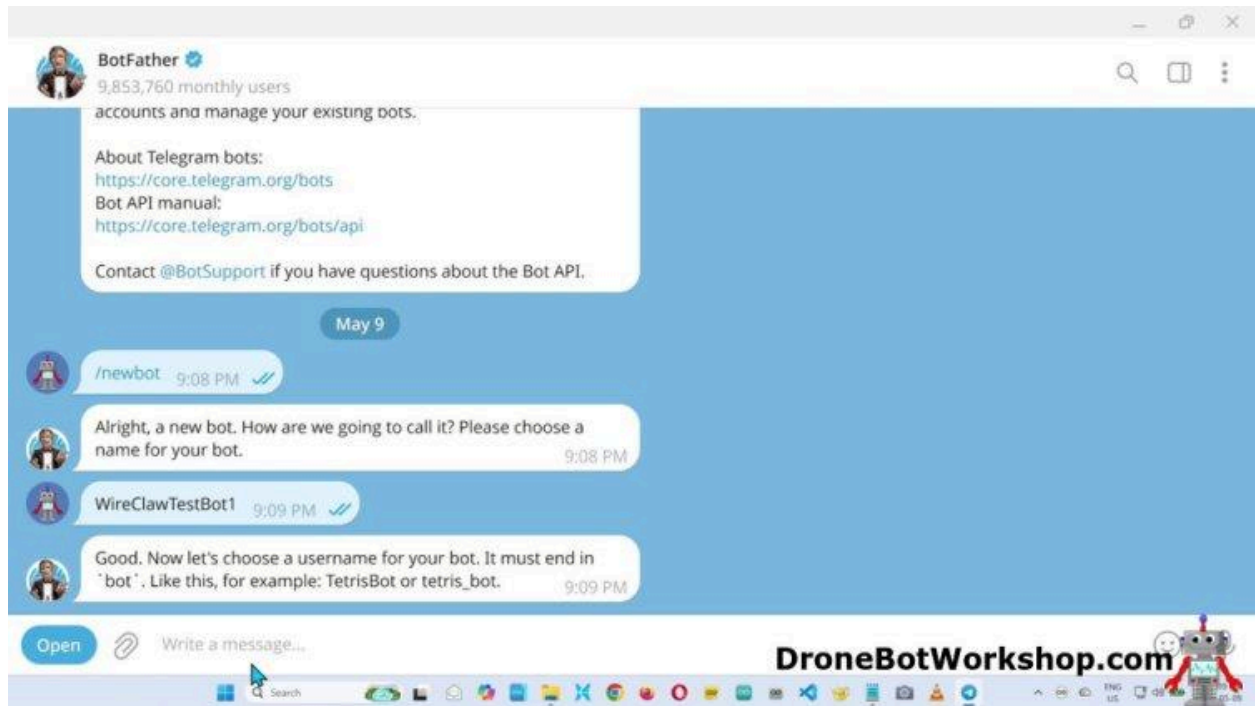 BotFather
9,853,760 monthly users
accounts and manage your existing bots.
About Telegram bots:
https://core.telegram.org/bots
Bot API manual:
https://core.telegram.org/bots/api
Contact @BotSupport if you have questions about the Bot API.
May 9
/newbot 9:08 PM
Alright, a new bot. How are we going to call it? Please choose a
name for your bot.
9:08 PM
WireClawTestBot1 9:09 PM
Good. Now let's choose a username for your bot. It must end in
`bot`. Like this, for example: TetrisBot or tetris_bot.
9:09 PM
Open
Write a message...
DroneBotWorkshop.com
Search
ENG
US